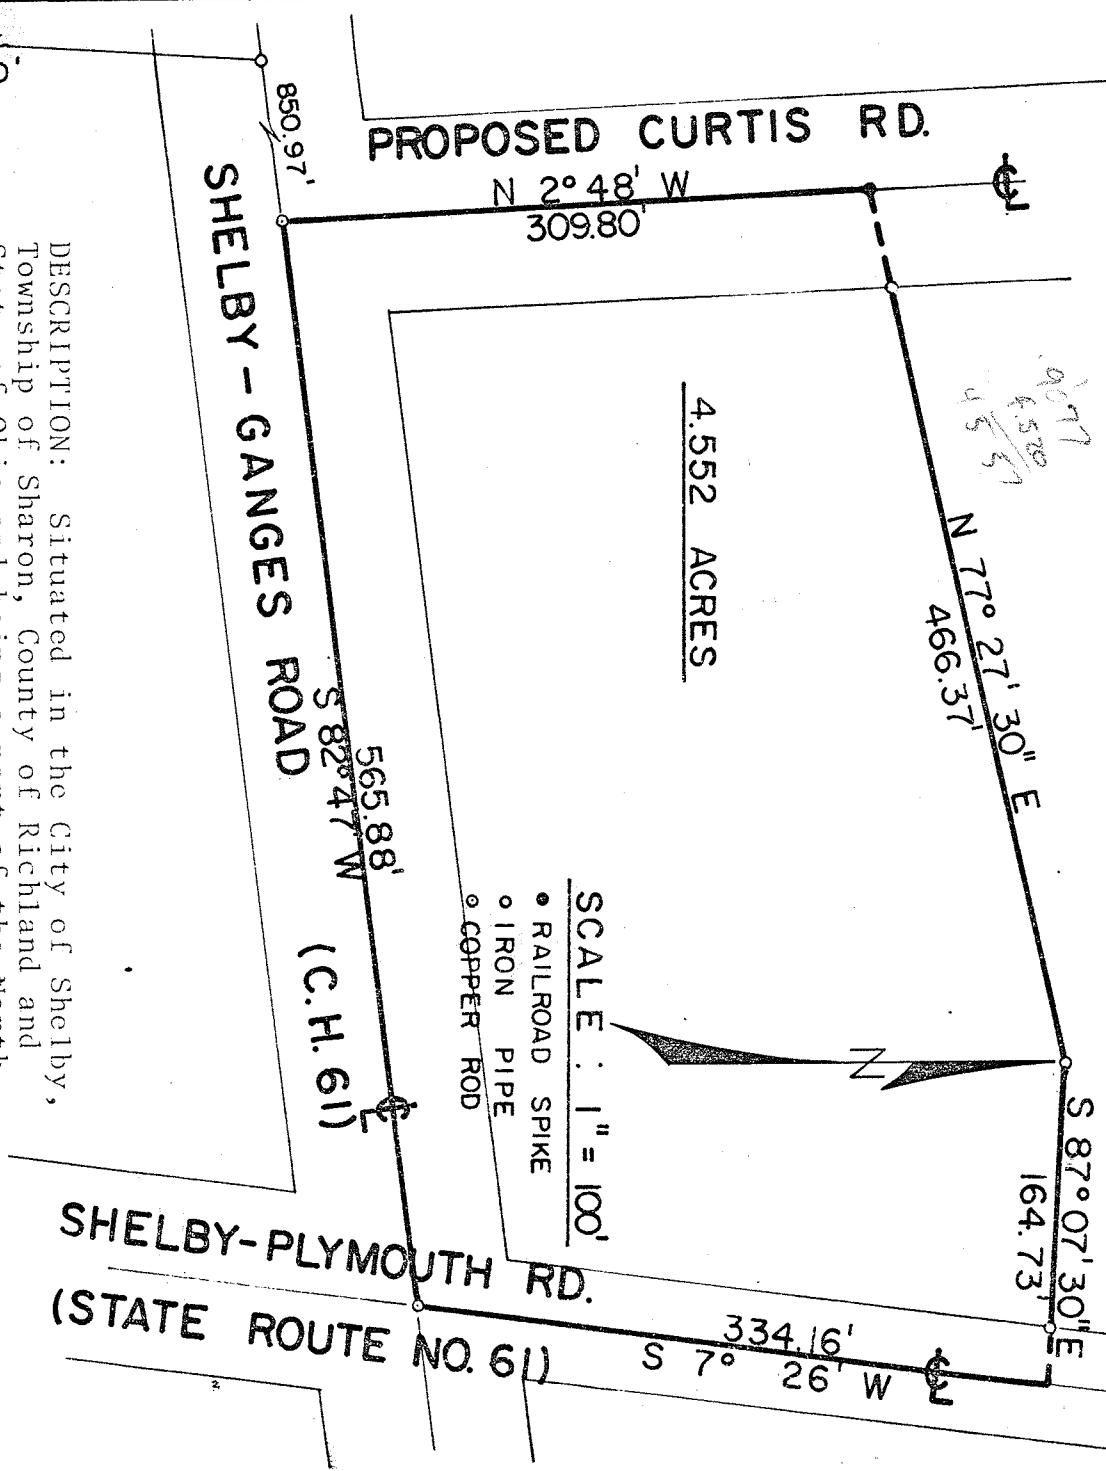 850.97'
PROPOSED CURTIS RD.
N 2° 48' W
309.80'
N 77° 27' 30" E
466.37'
S 87° 07' 30" E
164.73'
4.552 ACRES
SCALE : 1" = 100'
RAILROAD SPIKE
IRON PIPE
COPPER ROD
N
334.16'
S 7° 26' W
565.88'
S 82° 47' W
SHELBY-GANGES ROAD (C.H. 61)
SHELBY-PLYMOUTH RD.
(STATE ROUTE NO. 61)
DESCRIPTION: Situated in the City of Shelby,
Township of Sharon, County of Richland and